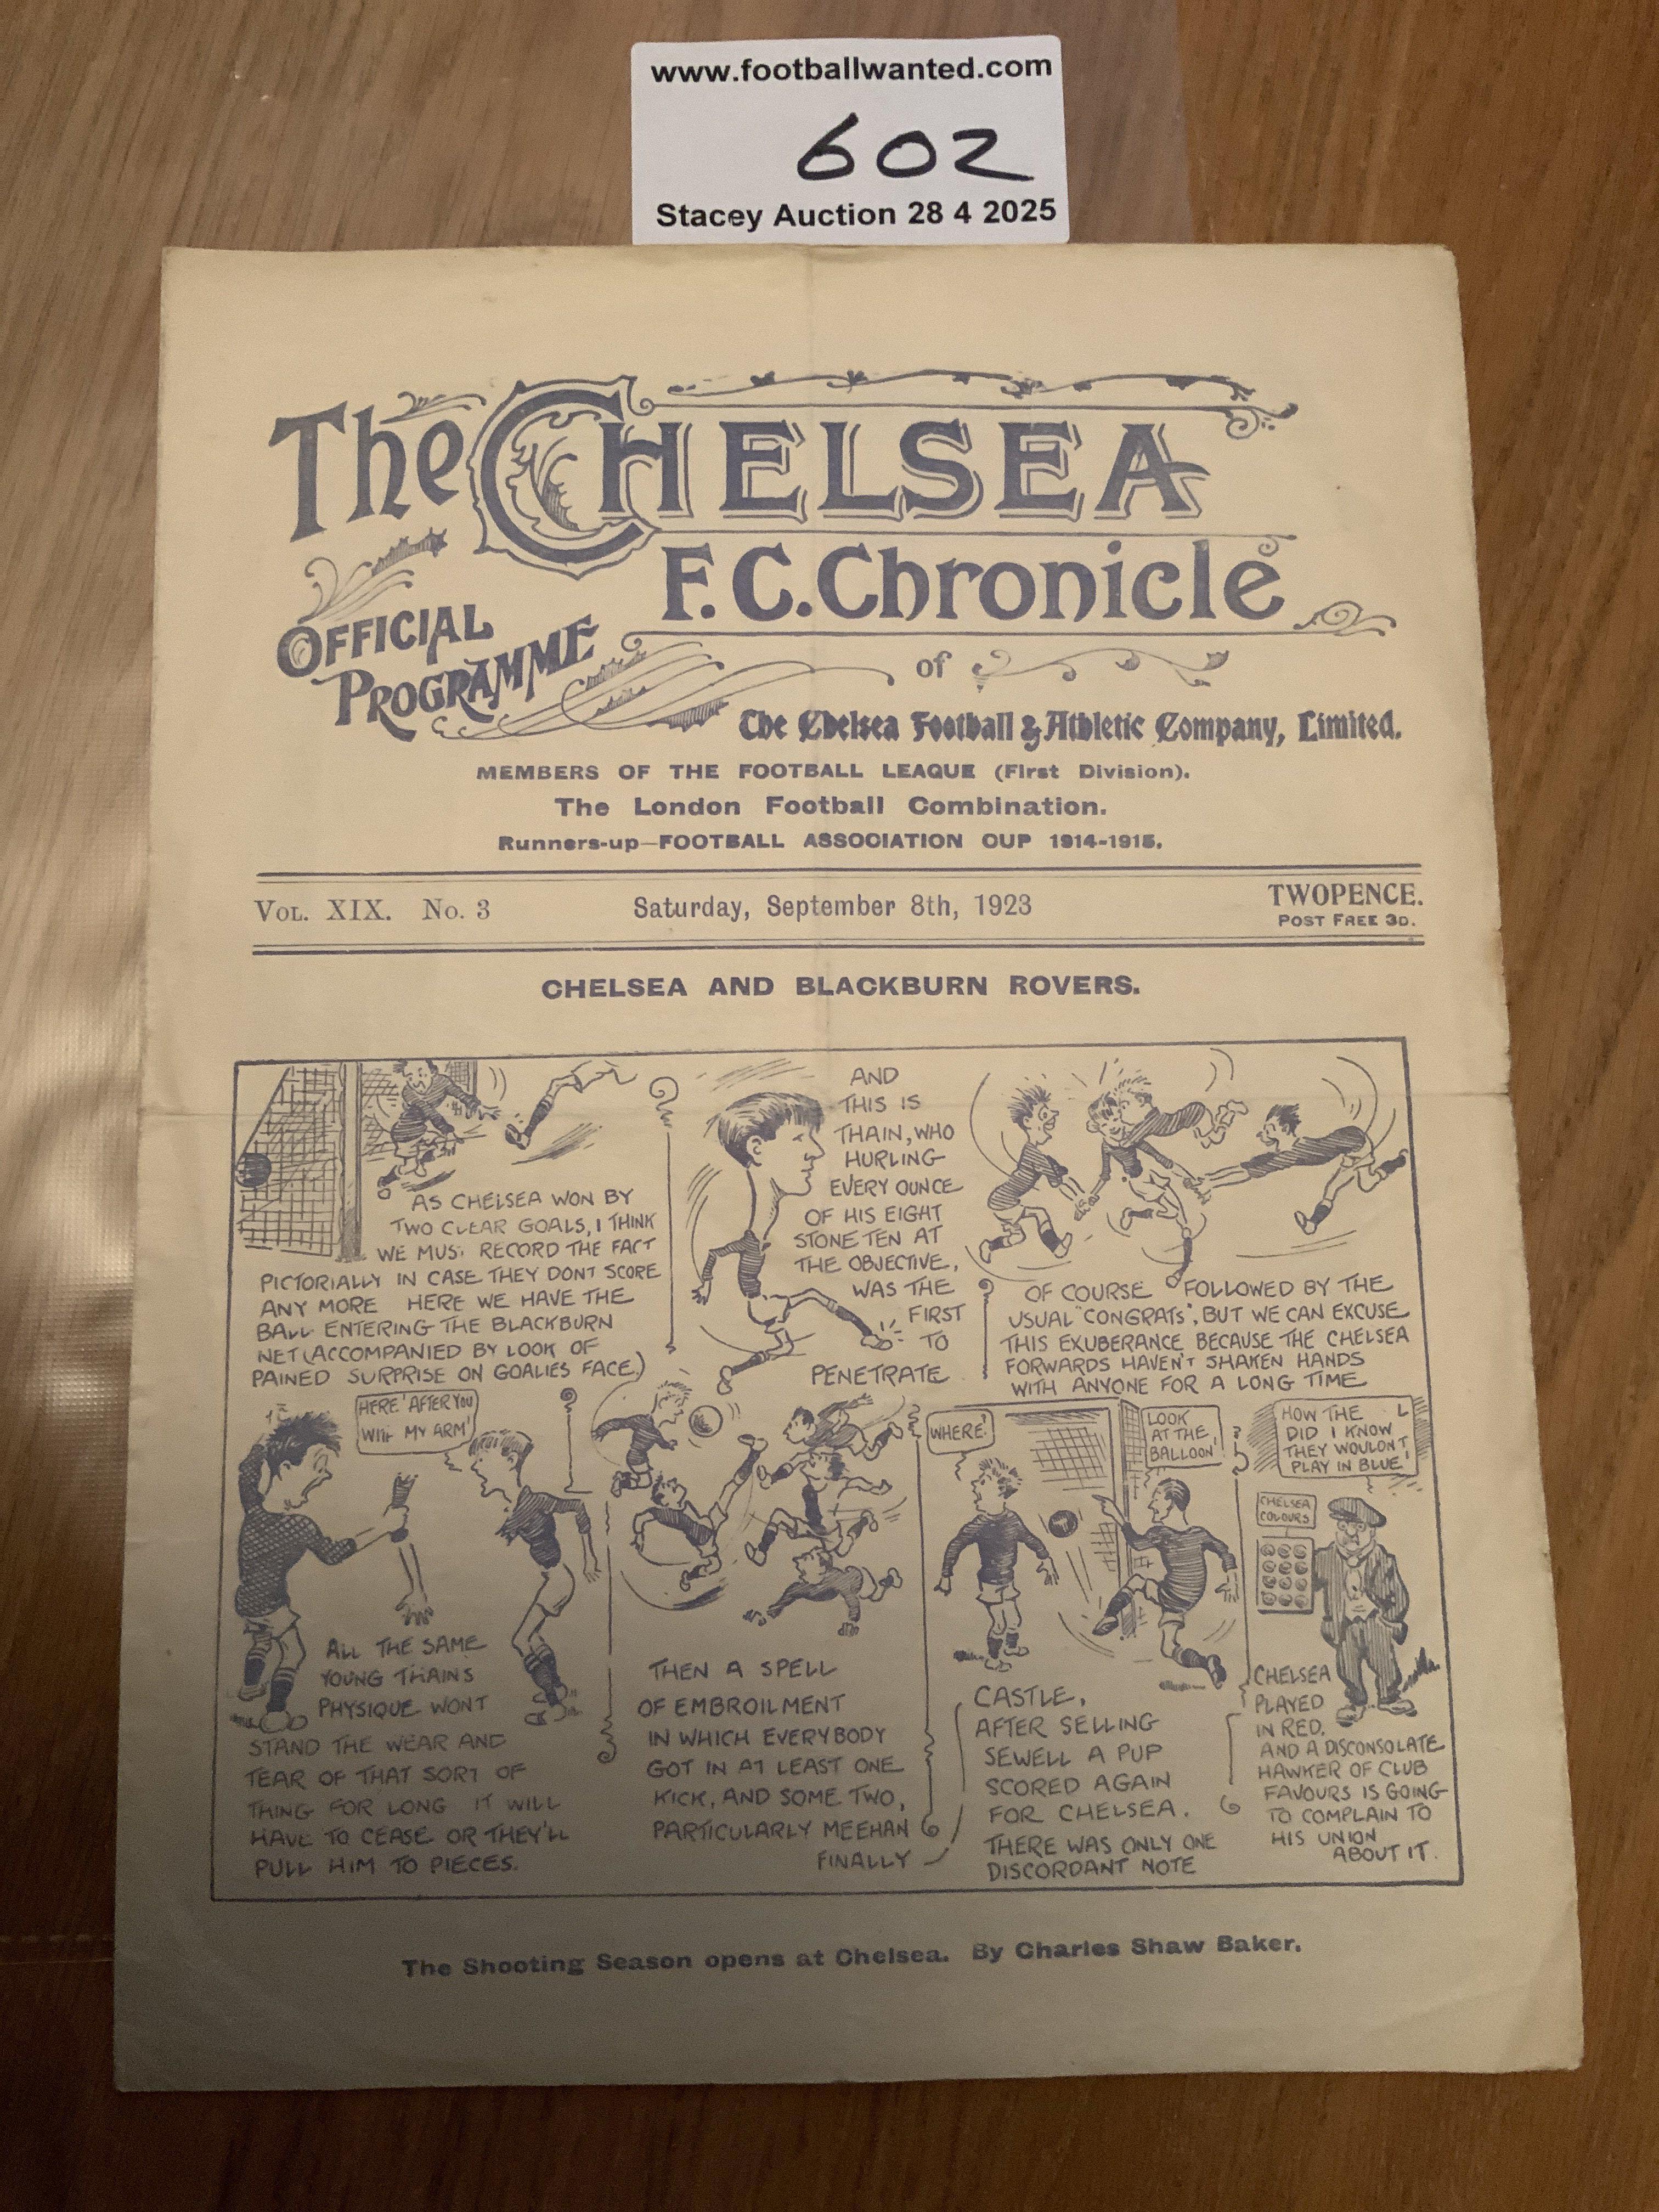 www.footballwanted.com
602
Stacey Auction 28 4 2025
The CHELSEA
F.C. Chronicle
OFFICIAL
PROGRAMME
of
The Chelsea Football & Athletic Company, Limited.
MEMBERS OF THE FOOTBALL LEAGUE (First Division).
The London Football Combination.
Runners-up—FOOTBALL ASSOCIATION CUP 1914-1915.
VOL. XIX. No. 3
Saturday, September 8th, 1923
TWOPENCE.
POST FREE 3D.
CHELSEA AND BLACKBURN ROVERS.
AS CHELSEA WON BY
TWO CLEAR GOALS, I THINK
WE MUST RECORD THE FACT
PICTORIALLY IN CASE THEY DONT SCORE
ANY MORE HERE WE HAVE THE
BALL ENTERING THE BLACKBURN
NET (ACCOMPANIED BY LOOK OF
PAINED SURPRISE ON GOALIES FACE)
AND
THIS IS
THAIN, WHO
HURLING
EVERY OUNCE
OF HIS EIGHT
STONE TEN AT
THE OBJECTIVE,
WAS THE
FIRST
TO
PENETRATE
OF COURSE FOLLOWED BY THE
USUAL "CONGRATS", BUT WE CAN EXCUSE
THIS EXUBERANCE BECAUSE THE CHELSEA
FORWARDS HAVEN'T SHAKEN HANDS
WITH ANYONE FOR A LONG TIME
HERE! AFTER YOU
WITH MY ARM!
ALL THE SAME
YOUNG THAINS
PHYSIQUE WONT
STAND THE WEAR AND
TEAR OF THAT SORT OF
THING FOR LONG IT WILL
HAVE TO CEASE OR THEY'LL
PULL HIM TO PIECES.
THEN A SPELL
OF EMBROILMENT
IN WHICH EVERYBODY
GOT IN AT LEAST ONE
KICK, AND SOME TWO,
PARTICULARLY MEEHAN
FINALLY
WHERE?
LOOK
AT THE
BALLOON!
CASTLE,
AFTER SELLING
SEWELL A PUP
SCORED AGAIN
FOR CHELSEA.
THERE WAS ONLY ONE
DISCORDANT NOTE
HOW THE L
DID I KNOW
THEY WOULDN'T
PLAY IN BLUE!
CHELSEA
COLOURS
CHELSEA
PLAYED
IN RED,
AND A DISCONSOLATE
HAWKER OF CLUB
FAVOURS IS GOING
TO COMPLAIN TO
HIS UNION
ABOUT IT.
The Shooting Season opens at Chelsea. By Charles Shaw Baker.